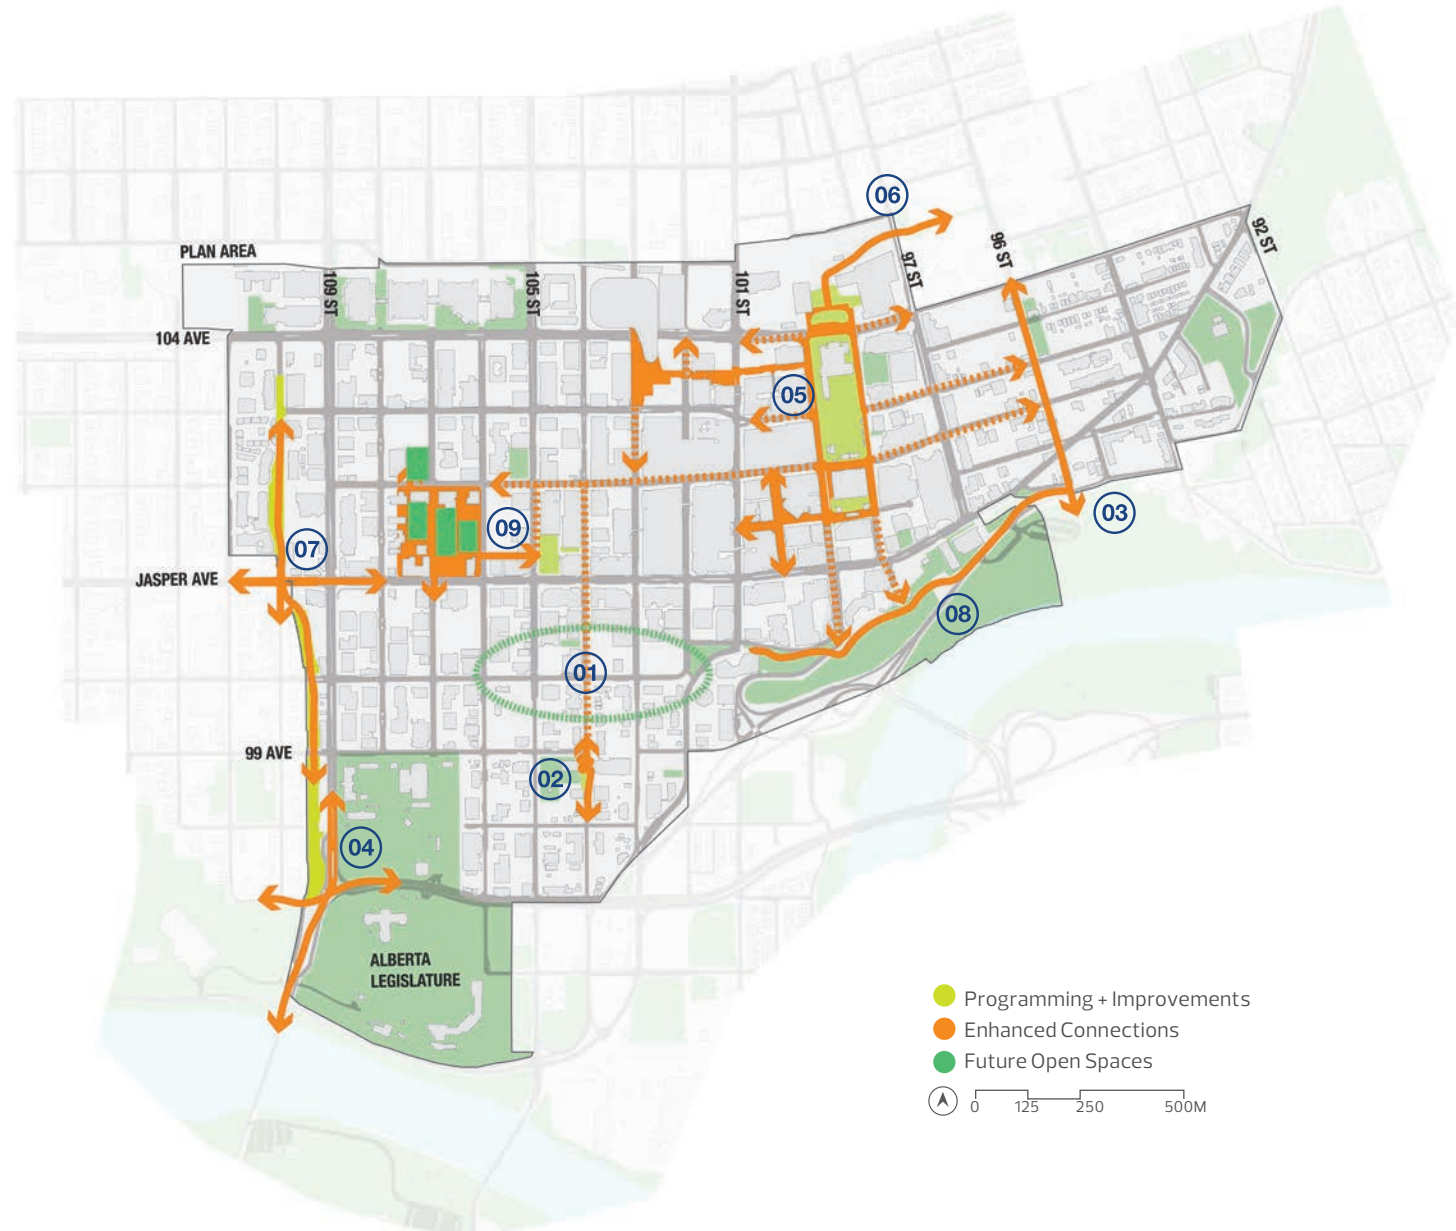 06
96 ST
92 ST
PLAN AREA
97 ST
109 ST
105 ST
101 ST
104 AVE
05
03
09
07
JASPER AVE
08
01
99 AVE
02
04
ALBERTA
LEGISLATURE
Programming + Improvements
Enhanced Connections
Future Open Spaces
0 125 250 500M